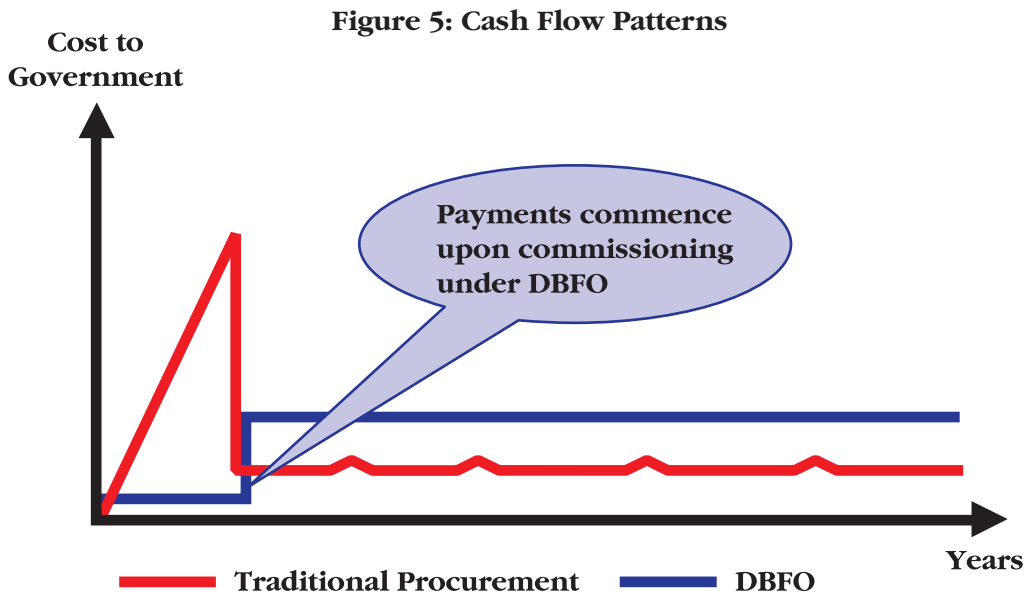 Figure 5: Cash Flow Patterns
Cost to
Government
Payments commence
upon commissioning
under DBFO
Years
Traditional Procurement
DBFO